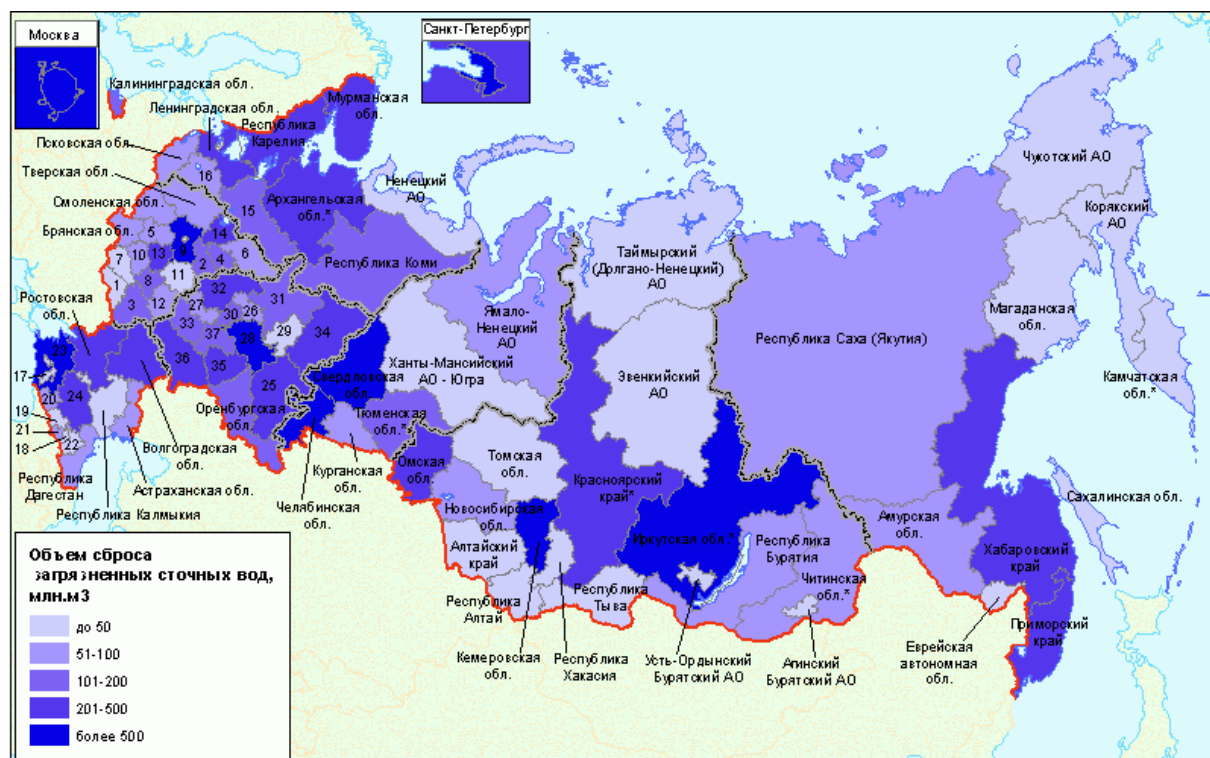 Москва
Санкт-Петербург
Калининградская обл.
Ленинградская обл.
Мурманская
обл.
Республика
Карелия
Псковская обл.
Тверская обл.
Смоленская обл.
Брянская обл.
Ненецкий
АО
Архангельская
обл.*
Республика Коми
Чукотский АО
Корякский
АО
Таймырский
(Долгано-Ненецкий)
АО
Магаданская
обл.
Ростовская
обл.
Ямало-
Ненецкий
АО
Республика Саха (Якутия)
Ханты-Мансийский
АО - Югра
Эвенкийский
АО
Камчатская
обл.*
Свердловская
обл.
Оренбургская
обл.
Тюменская
обл.*
Волгоградская
обл.
Курганская
обл.
Омская
обл.
Томская
обл.
Красноярский
край*
Республика
Дагестан
Астраханская обл.
Республика Калмыкия
Челябинская
обл.
Новосибирская
обл.
Алтайский
край
Иркутская обл.*
Республика
Бурятия
Читинская
обл.*
Амурская
обл.
Сахалинская обл.
Хабаровский
край
Республика
Алтай
Республика
Тыва
Приморский
край
Кемеровская
обл.
Республика
Хакасия
Усть-Ордынский
Бурятский АО
Агинский
Бурятский АО
Еврейская
автономная
обл.
16
15
5
9
14
7
10
13
2
4
6
11
1
8
3
12
32
27
31
30
26
33
37
28
29
34
36
35
25
23
17
20
24
19
21
18
22
Объем сброса
загрязненных сточных вод,
млн.м3
до 50
51-100
101-200
201-500
более 500